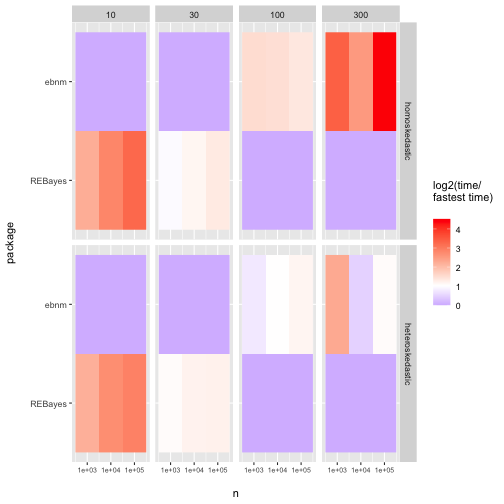 10 30 100 300
ebnm
REBayes
homoskedastic
ebnm
REBayes
heteroskedastic
1e+03 1e+04 1e+05 1e+03 1e+04 1e+05 1e+03 1e+04 1e+05 1e+03 1e+04 1e+05
n
package
log2(time/
fastest time)
4
3
2
1
0